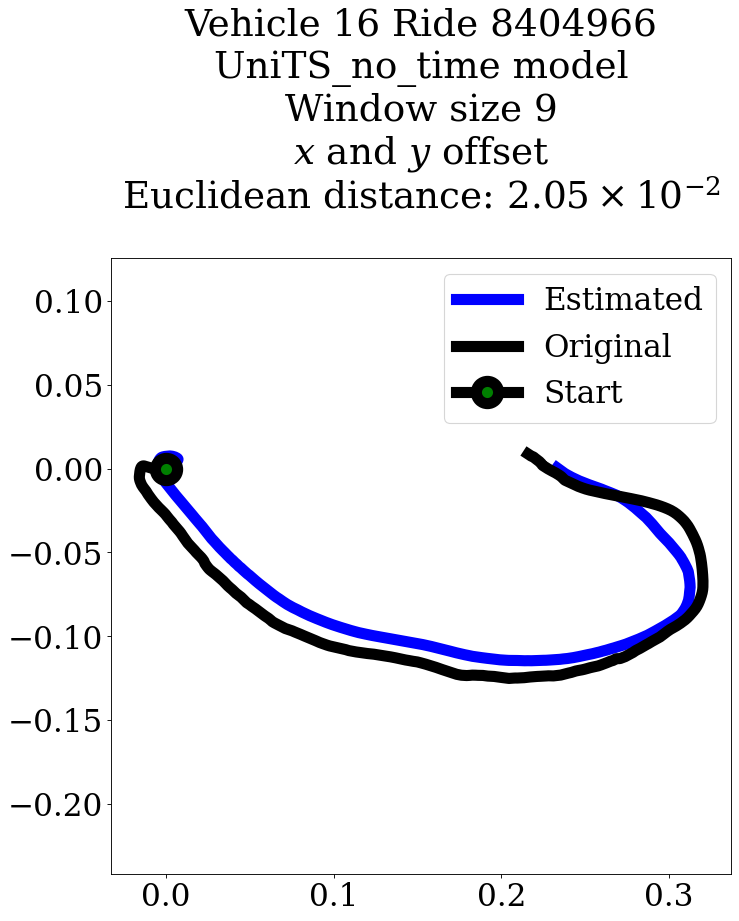 Vehicle 16 Ride 8404966
UniTS_no_time model
Window size 9
x and y offset
Euclidean distance: 2.05 × 10⁻²
Estimated
Original
Start
0.10
0.05
0.00
−0.05
−0.10
−0.15
−0.20
0.0 0.1 0.2 0.3